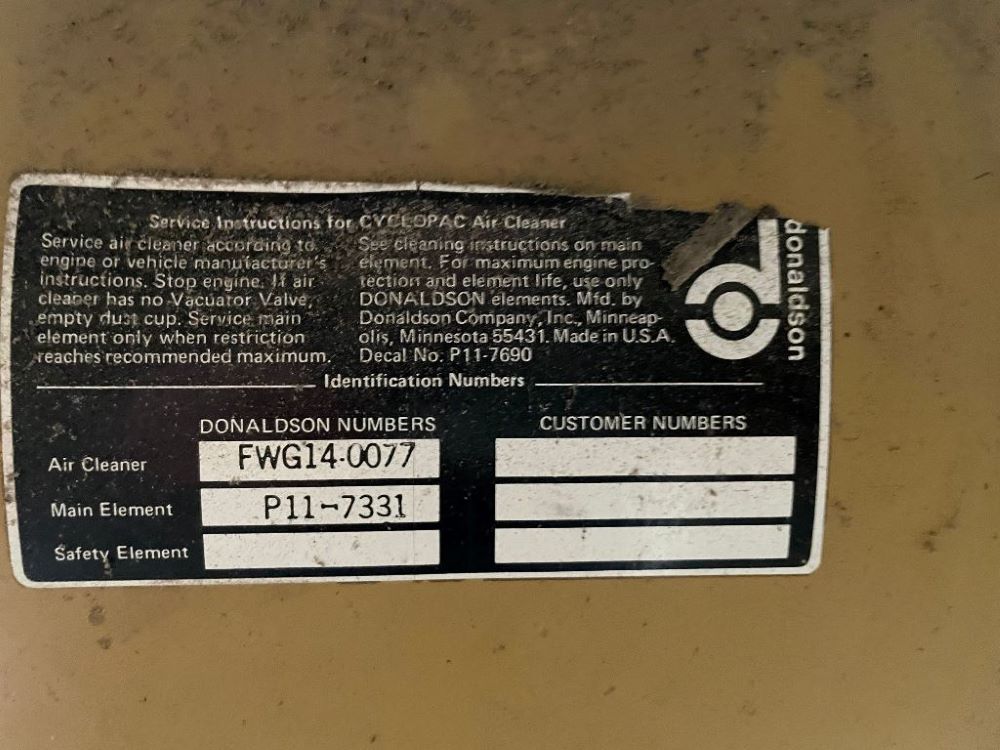 Service Instructions for CYCLOPAC Air Cleaner
Service air cleaner according to
engine or vehicle manufacturer's
instructions. Stop engine. If air
cleaner has no Vacuator Valve,
empty dust cup. Service main
element only when restriction
reaches recommended maximum.
See cleaning instructions on main
element. For maximum engine pro-
tection and element life, use only
DONALDSON elements. Mfd. by
Donaldson Company, Inc., Minneap-
olis, Minnesota 55431. Made in U.S.A.
Decal No. P11-7690
donaldson
Identification Numbers
DONALDSON NUMBERS CUSTOMER NUMBERS
Air Cleaner FWG14-0077
Main Element P11-7331
Safety Element